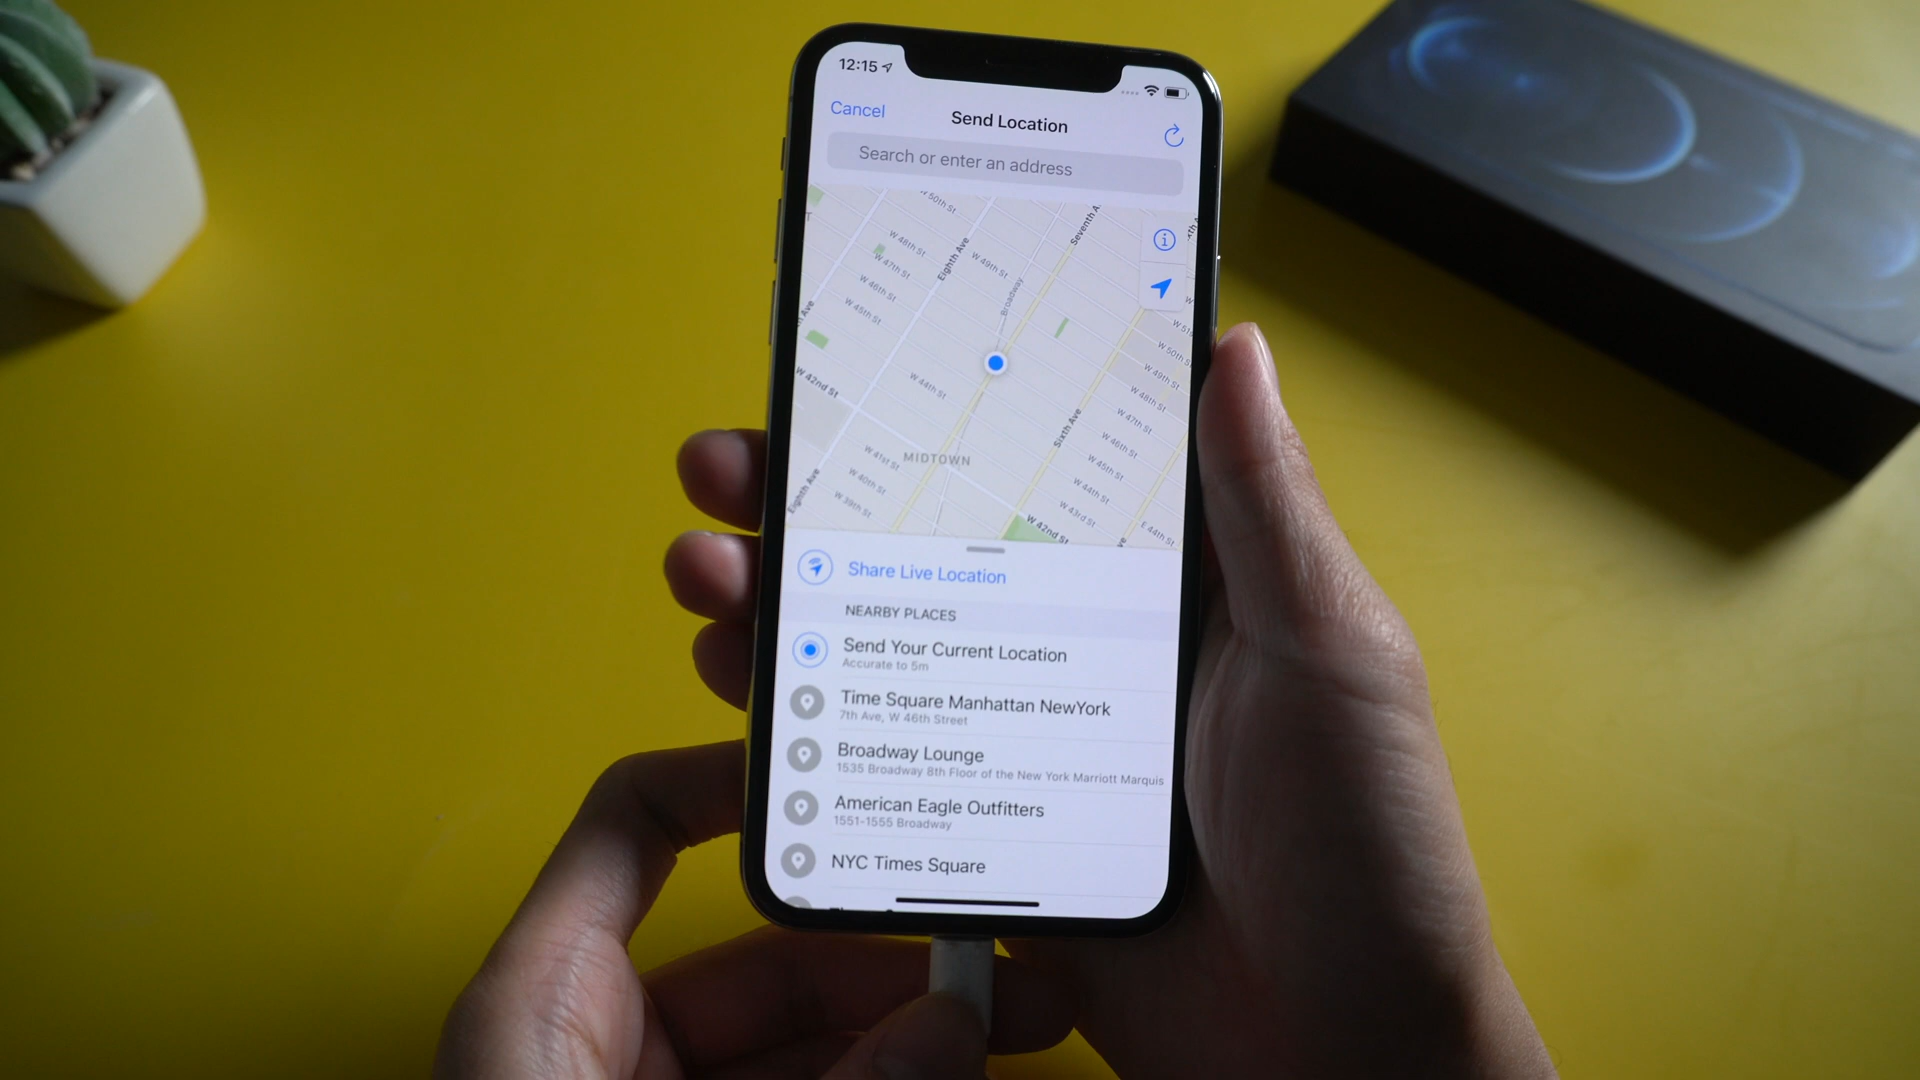 12:15
Cancel
Send Location
Search or enter an address
W 50th St
Seventh A
W 48th St
Eighth Ave
W 49th St
W 47th St
Broadway
W 46th St
W 45th St
W 51s
W 50th S
W 49th St
W 42nd St
W 44th St
W 48th St
Sixth Ave
W 47th St
W 46th St
W 41st St
MIDTOWN
W 45th St
W 40th St
Eighth Ave
W 44th St
W 39th St
W 43rd St
W 42nd St
E 44th St
Share Live Location
NEARBY PLACES
Send Your Current Location
Accurate to 5m
Time Square Manhattan NewYork
7th Ave, W 46th Street
Broadway Lounge
1535 Broadway 8th Floor of the New York Marriott Marquis
American Eagle Outfitters
1551-1555 Broadway
NYC Times Square